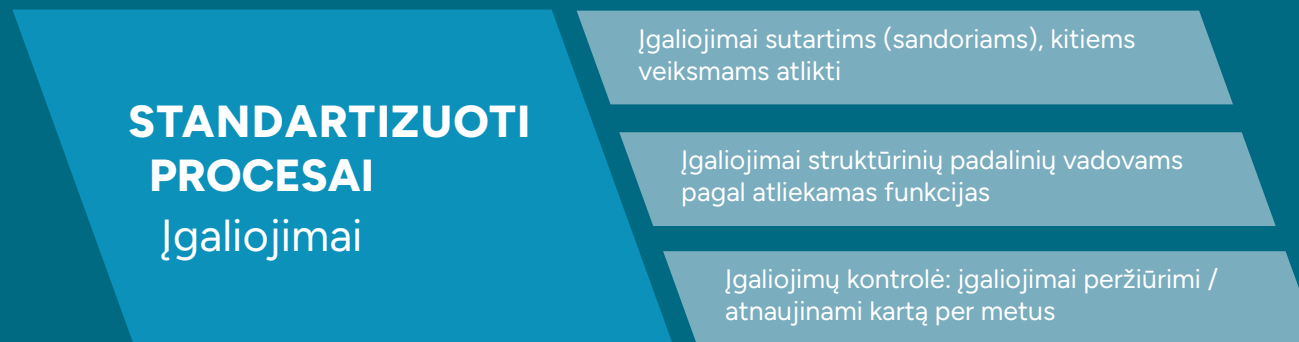 STANDARTIZUOTI
PROCESAI
Įgaliojimai
Įgaliojimai sutartims (sandoriams), kitiems
veiksmams atlikti
Įgaliojimai struktūrinių padalinių vadovams
pagal atliekamas funkcijas
Įgaliojimų kontrolė: įgaliojimai peržiūrimi /
atnaujinami kartą per metus